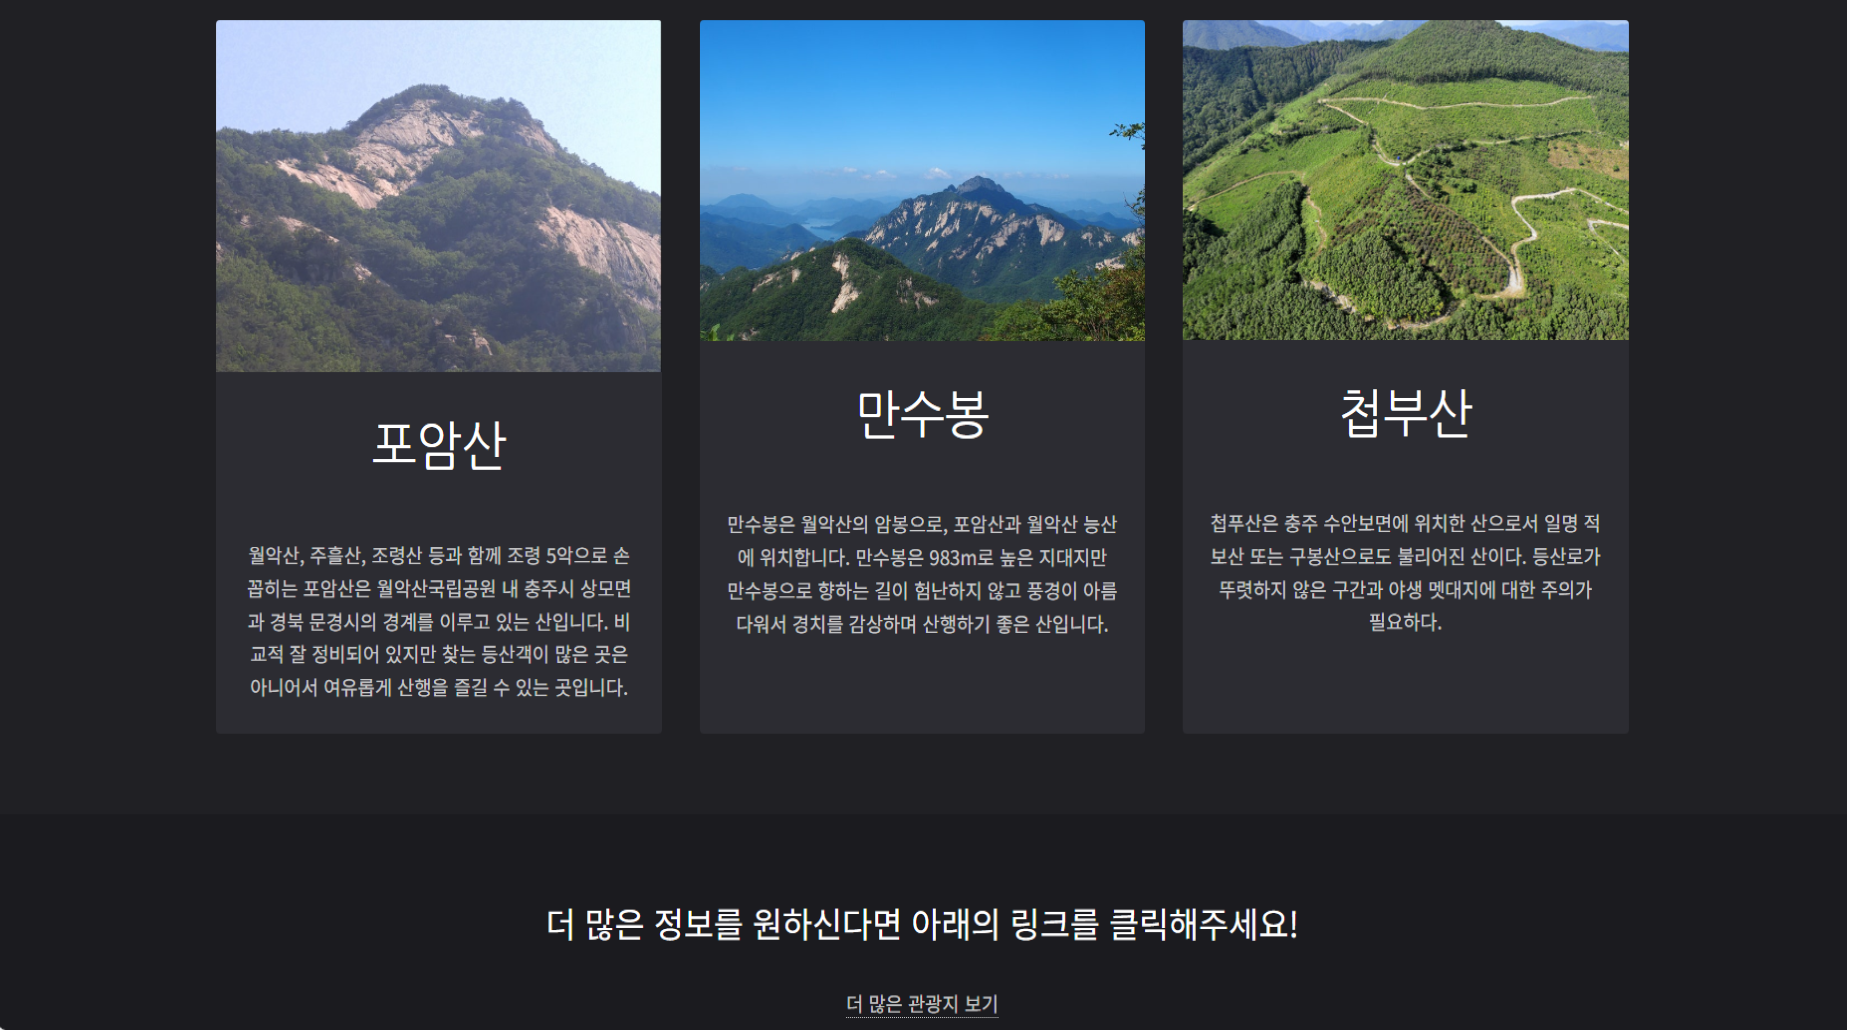 포암산
월악산, 주흘산, 조령산 등과 함께 조령 5악으로 손
꼽히는 포암산은 월악산국립공원 내 충주시 상모면
과 경북 문경시의 경계를 이루고 있는 산입니다. 비
교적 잘 정비되어 있지만 찾는 등산객이 많은 곳은
아니어서 여유롭게 산행을 즐길 수 있는 곳입니다.
만수봉
만수봉은 월악산의 암봉으로, 포암산과 월악산 능산
에 위치합니다. 만수봉은 983m로 높은 지대지만
만수봉으로 향하는 길이 험난하지 않고 풍경이 아름
다워서 경치를 감상하며 산행하기 좋은 산입니다.
첩부산
첩푸산은 충주 수안보면에 위치한 산으로서 일명 적
보산 또는 구봉산으로도 불리어진 산이다. 등산로가
뚜렷하지 않은 구간과 야생 멧대지에 대한 주의가
필요하다.
더 많은 정보를 원하신다면 아래의 링크를 클릭해주세요!
더 많은 관광지 보기